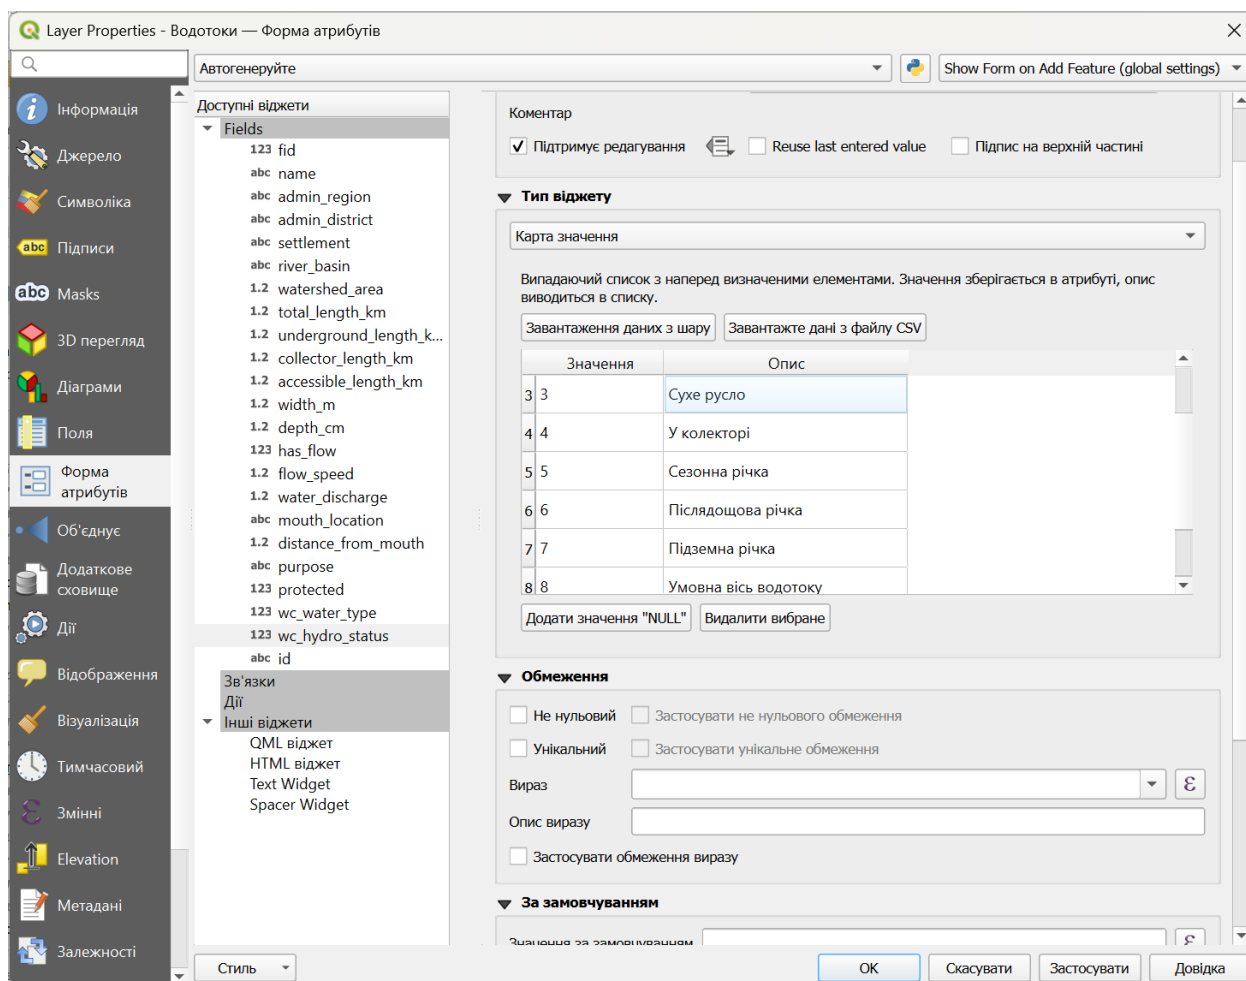 Layer Properties - Водотоки — Форма атрибутів
Автогенеруйте
Show Form on Add Feature (global settings)
Інформація
Джерело
Символіка
abc Підписи
abc Masks
3D перегляд
Діаграми
Поля
Форма
атрибутів
Об'єднує
Додаткове
сховище
Дії
Відображення
Візуалізація
Тимчасовий
ε Змінні
Elevation
Метадані
Залежності
Доступні віджети
Fields
123 fid
abc name
abc admin_region
abc admin_district
abc settlement
abc river_basin
1.2 watershed_area
1.2 total_length_km
1.2 underground_length_k...
1.2 collector_length_km
1.2 accessible_length_km
1.2 width_m
1.2 depth_cm
123 has_flow
1.2 flow_speed
1.2 water_discharge
abc mouth_location
1.2 distance_from_mouth
abc purpose
123 protected
123 wc_water_type
123 wc_hydro_status
abc id
Зв'язки
Дії
Інші віджети
QML віджет
HTML віджет
Text Widget
Spacer Widget
Коментар
Підтримує редагування
Reuse last entered value
Підпис на верхній частині
Тип віджету
Карта значення
Випадаючий список з наперед визначеними елементами. Значення зберігається в атрибуті, опис
виводиться в списку.
Завантаження даних з шару
Завантажте дані з файлу CSV
Значення Опис
3 3 Сухе русло
4 4 У колекторі
5 5 Сезонна річка
6 6 Післядощова річка
7 7 Підземна річка
8 8 Умовна вісь водотоку
Додати значення "NULL"
Видалити вибране
Обмеження
Не нульовий
Застосувати не нульового обмеження
Унікальний
Застосувати унікальне обмеження
Вираз
ε
Опис виразу
Застосувати обмеження виразу
За замовчуванням
Значення за замовчуванням
ε
Стиль
OK
Скасувати
Застосувати
Довідка